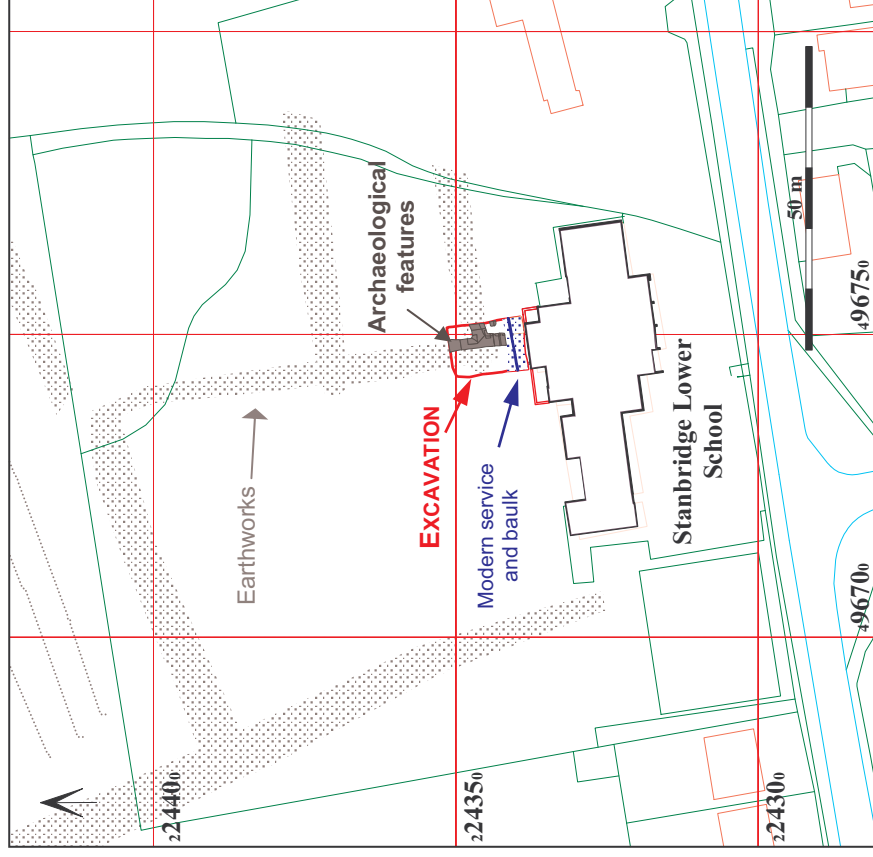 Archaeological
features
Earthworks
EXCAVATION
Modern service
and baulk
Stanbridge Lower
School
50 m
224400
224350
224300
496700
496750